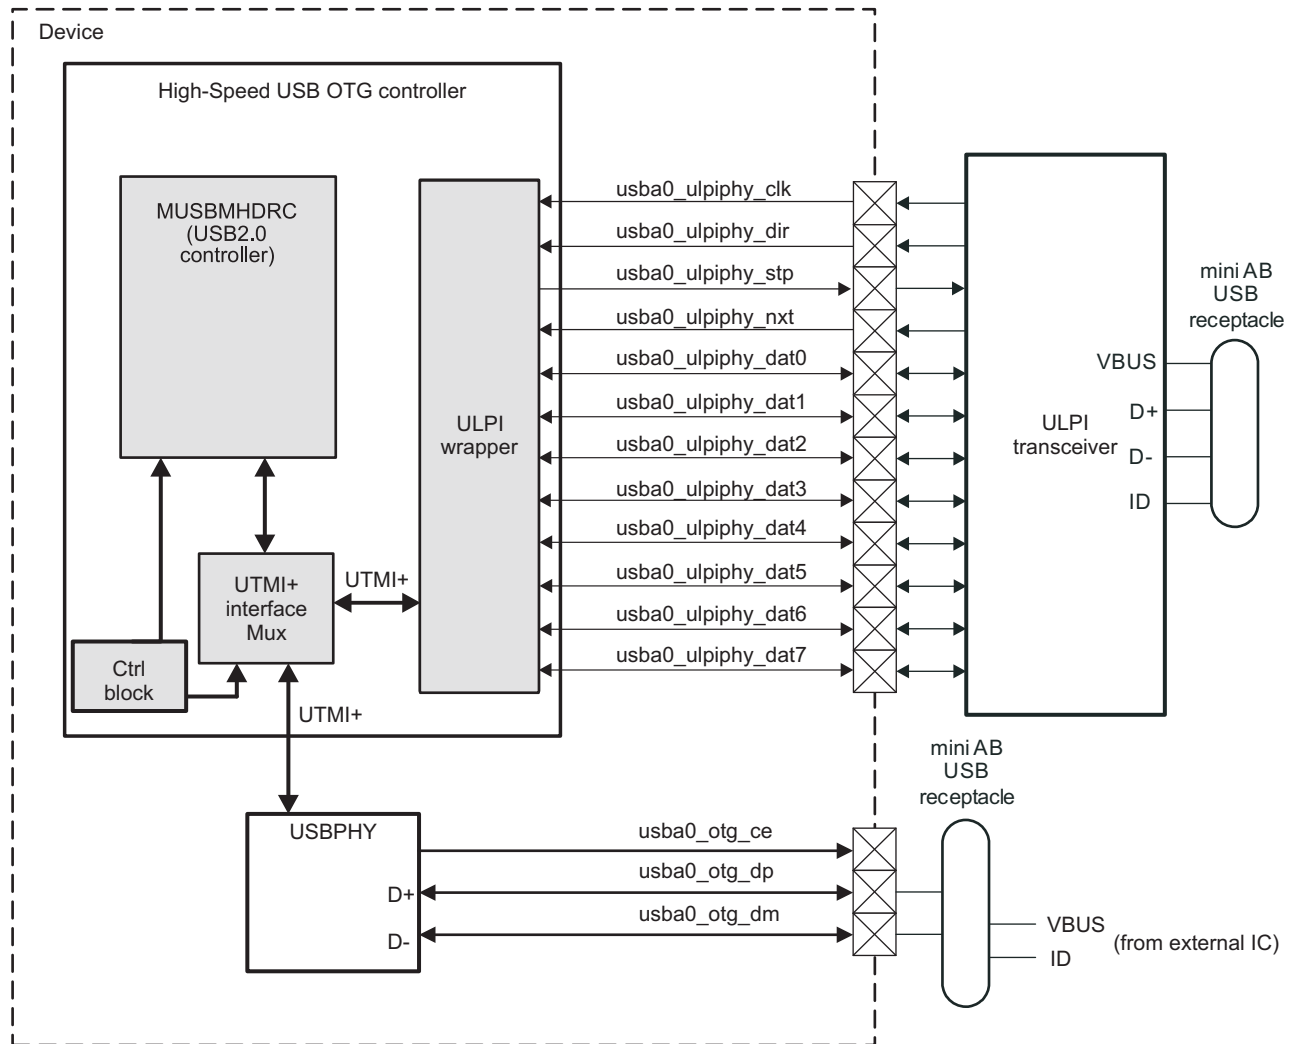 Device
High-Speed USB OTG controller
MUSBMHDRC
(USB2.0
controller)
ULPI
wrapper
UTMI+
interface
Mux
UTMI+
Ctrl
block
UTMI+
usba0_ulpiphy_clk
usba0_ulpiphy_dir
usba0_ulpiphy_stp
usba0_ulpiphy_nxt
usba0_ulpiphy_dat0
usba0_ulpiphy_dat1
usba0_ulpiphy_dat2
usba0_ulpiphy_dat3
usba0_ulpiphy_dat4
usba0_ulpiphy_dat5
usba0_ulpiphy_dat6
usba0_ulpiphy_dat7
ULPI
transceiver
VBUS
D+
D-
ID
mini AB
USB
receptacle
USBPHY
D+
D-
usba0_otg_ce
usba0_otg_dp
usba0_otg_dm
mini AB
USB
receptacle
VBUS
ID
(from external IC)